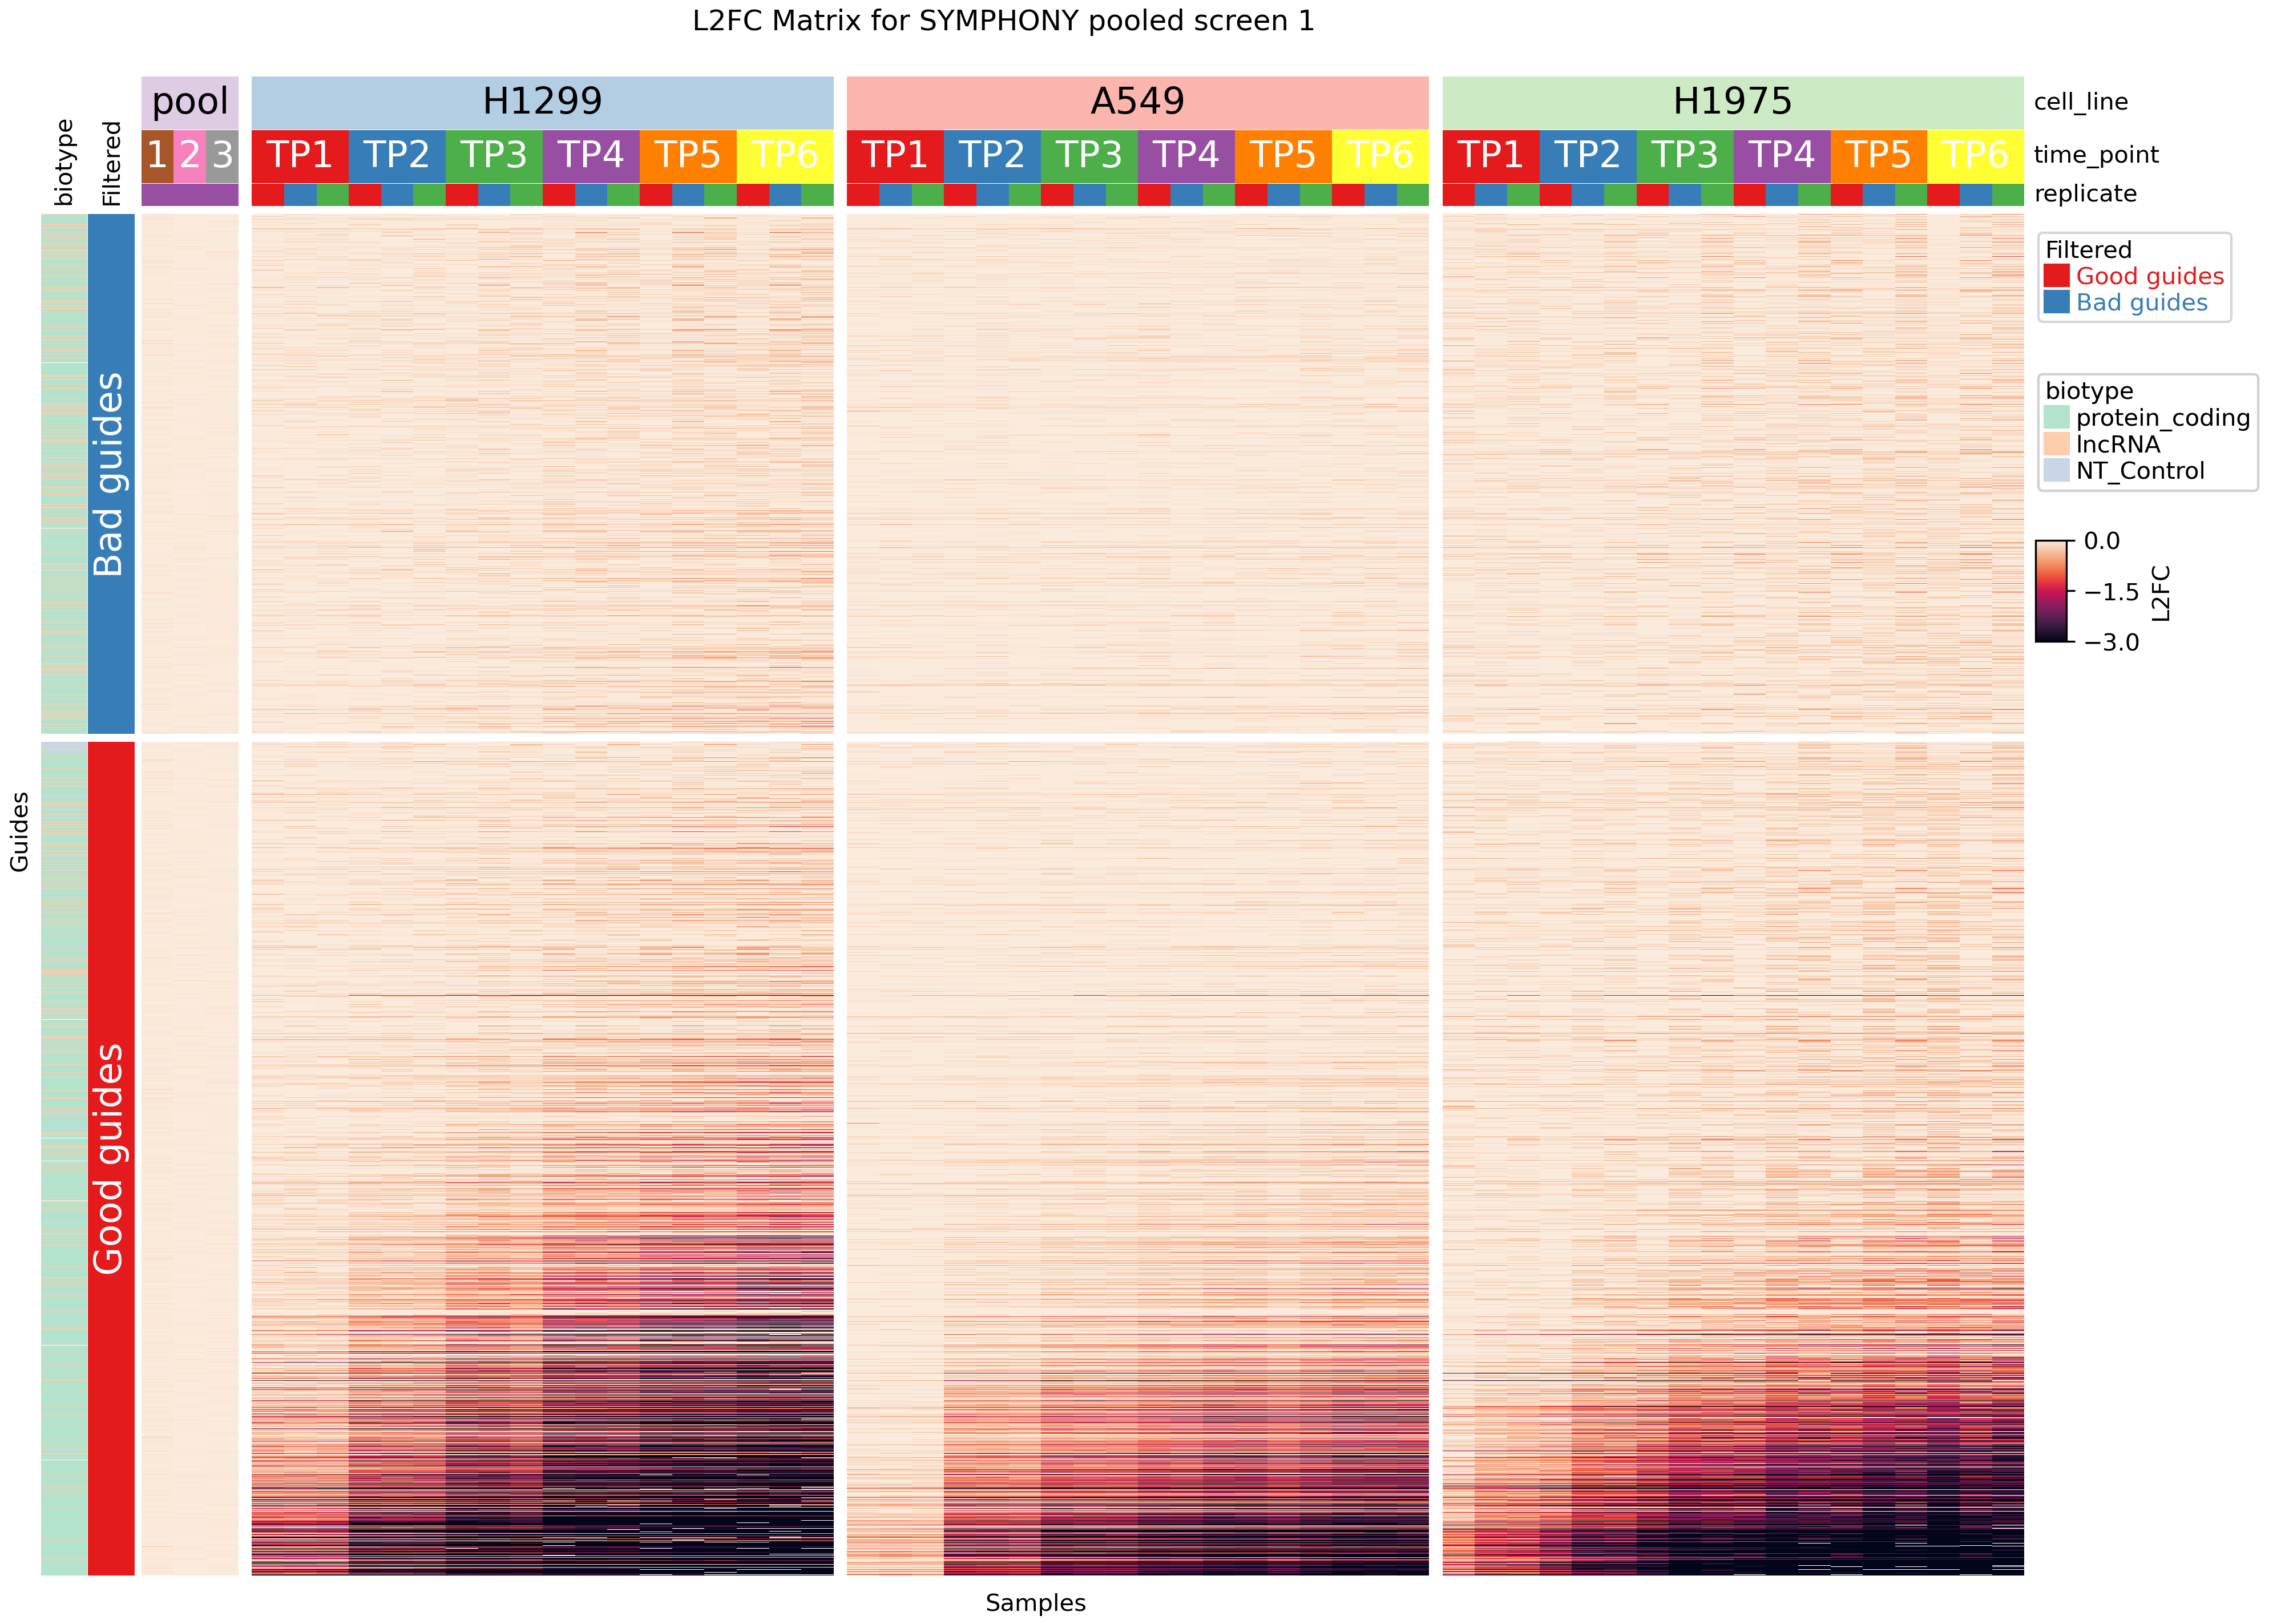 L2FC Matrix for SYMPHONY pooled screen 1
biotype
Filtered
pool
H1299
A549
H1975
cell_line
1 2 3
TP1 TP2 TP3 TP4 TP5 TP6
TP1 TP2 TP3 TP4 TP5 TP6
TP1 TP2 TP3 TP4 TP5 TP6
time_point
replicate
Guides
Bad guides
Good guides
Filtered
Good guides
Bad guides
biotype
protein_coding
lncRNA
NT_Control
0.0
−1.5
−3.0
L2FC
Samples